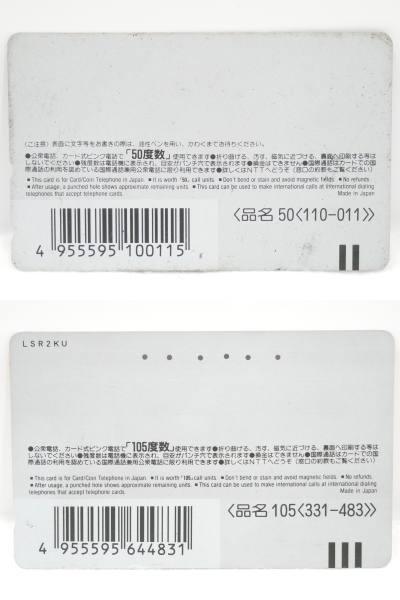 〈ご注意〉表面に文字等をお書きの際は、油性ペンを用い、かわくまでお待ちください。
●公衆電話、カード式ピンク電話で「50度数」使用できます●折り曲げる、汚す、磁気に近づける、裏面へ印刷する等は
しないでください●残度数は電話機に表示され、目安がパンチ穴で表示されます●換金はできません●国際通話はカードでの国
際通話の利用を認めている国際通話兼用公衆電話に限り利用できます●詳しくはNTTへどうぞ（窓口の約款もご覧ください）
■This card is for Card/Coin Telephone in Japan. ■It is worth "50" call units. ■Don't bend or stain and avoid magnetic fields. ■No refunds.
■After usage, a punched hole shows approximate remaining units. ■This card can be used to make international calls at international dialing
telephones that accept telephone cards. Made in Japan
〈品名 50〈110-011〉〉
4 955595 100115
LSR2KU
●公衆電話、カード式ピンク電話で「105度数」使用できます●折り曲げる、汚す、磁気に近づける、裏面へ印刷する等は
しないでください●残度数は電話機に表示され、目安がパンチ穴で表示されます●換金はできません●国際通話はカードでの国
際通話の利用を認めている国際通話兼用公衆電話に限り利用できます●詳しくはNTTへどうぞ（窓口の約款もご覧ください）
■This card is for Card/Coin Telephone in Japan. ■It is worth "105" call units. ■Don't bend or stain and avoid magnetic fields. ■No refunds.
■After usage, a punched hole shows approximate remaining units. ■This card can be used to make international calls at international dialing
telephones that accept telephone cards. Made in Japan
〈品名 105〈331-483〉〉
4 955595 644831